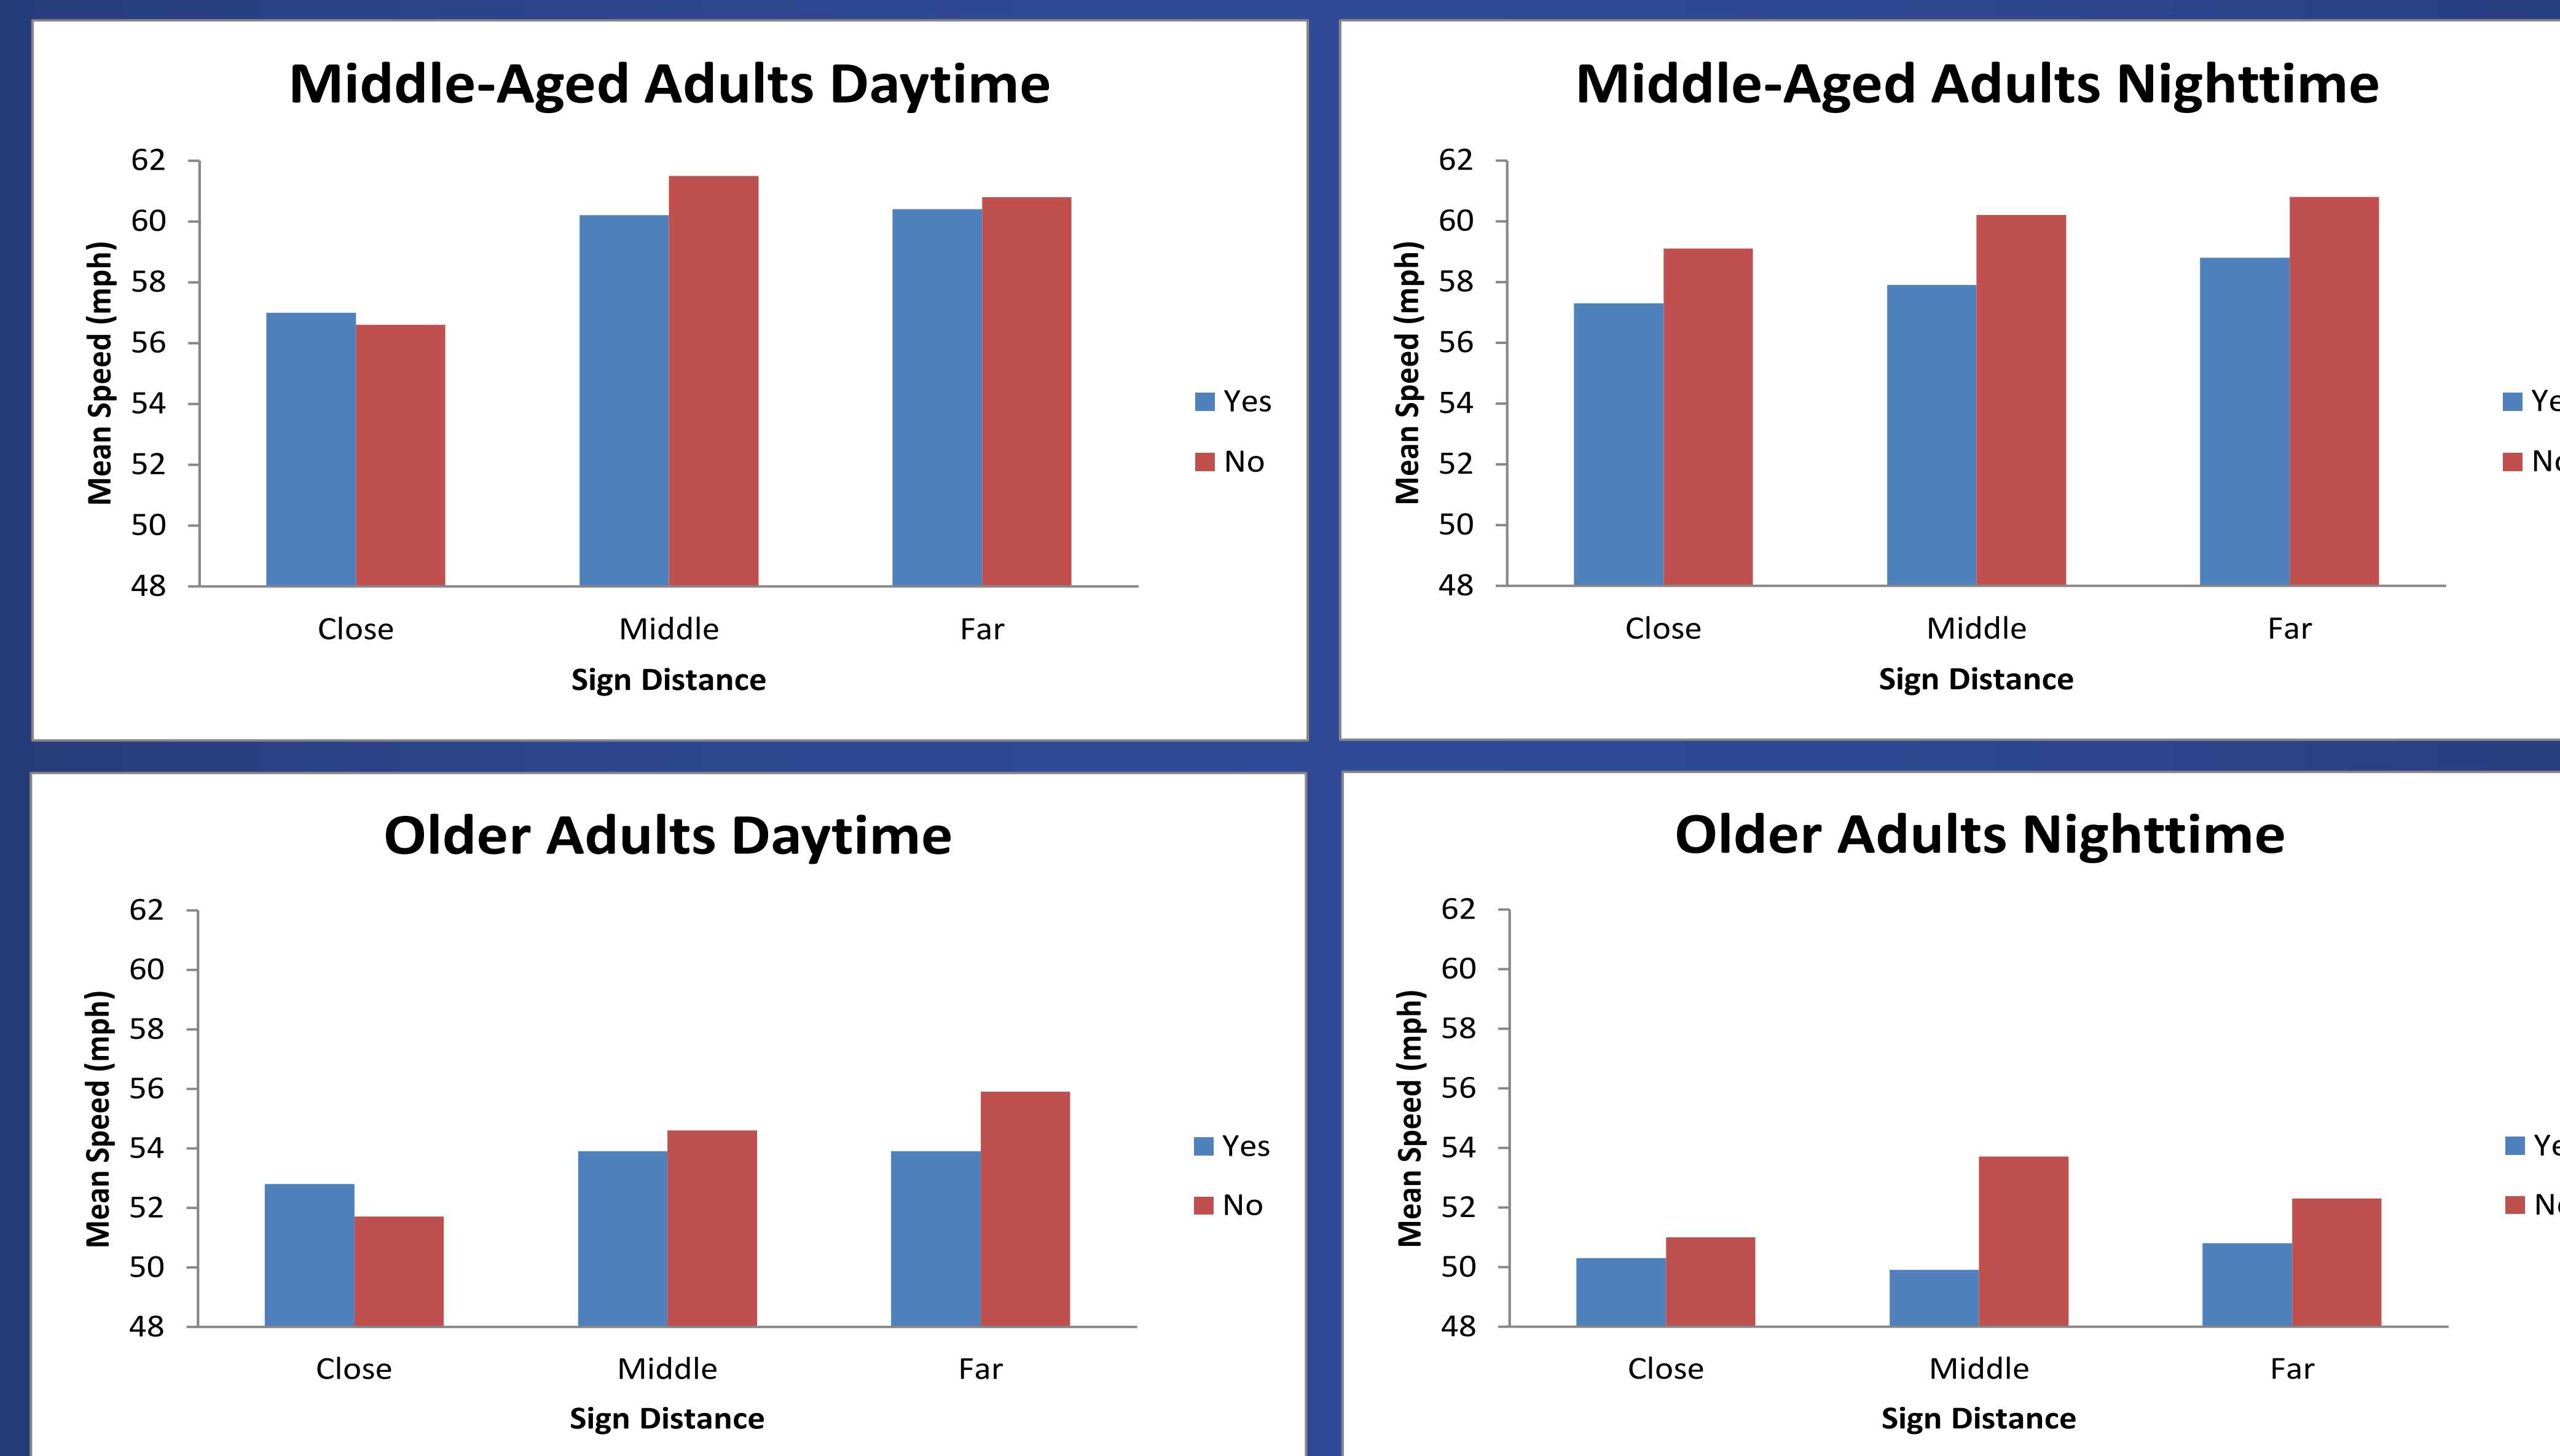 Middle-Aged Adults Daytime
62
60
58
56
54
52
50
48
Mean Speed (mph)
Close Middle Far
Sign Distance
Yes
No
Middle-Aged Adults Nighttime
62
60
58
56
54
52
50
48
Mean Speed (mph)
Close Middle Far
Sign Distance
Older Adults Daytime
62
60
58
56
54
52
50
48
Mean Speed (mph)
Close Middle Far
Sign Distance
Yes
No
Older Adults Nighttime
62
60
58
56
54
52
50
48
Mean Speed (mph)
Close Middle Far
Sign Distance